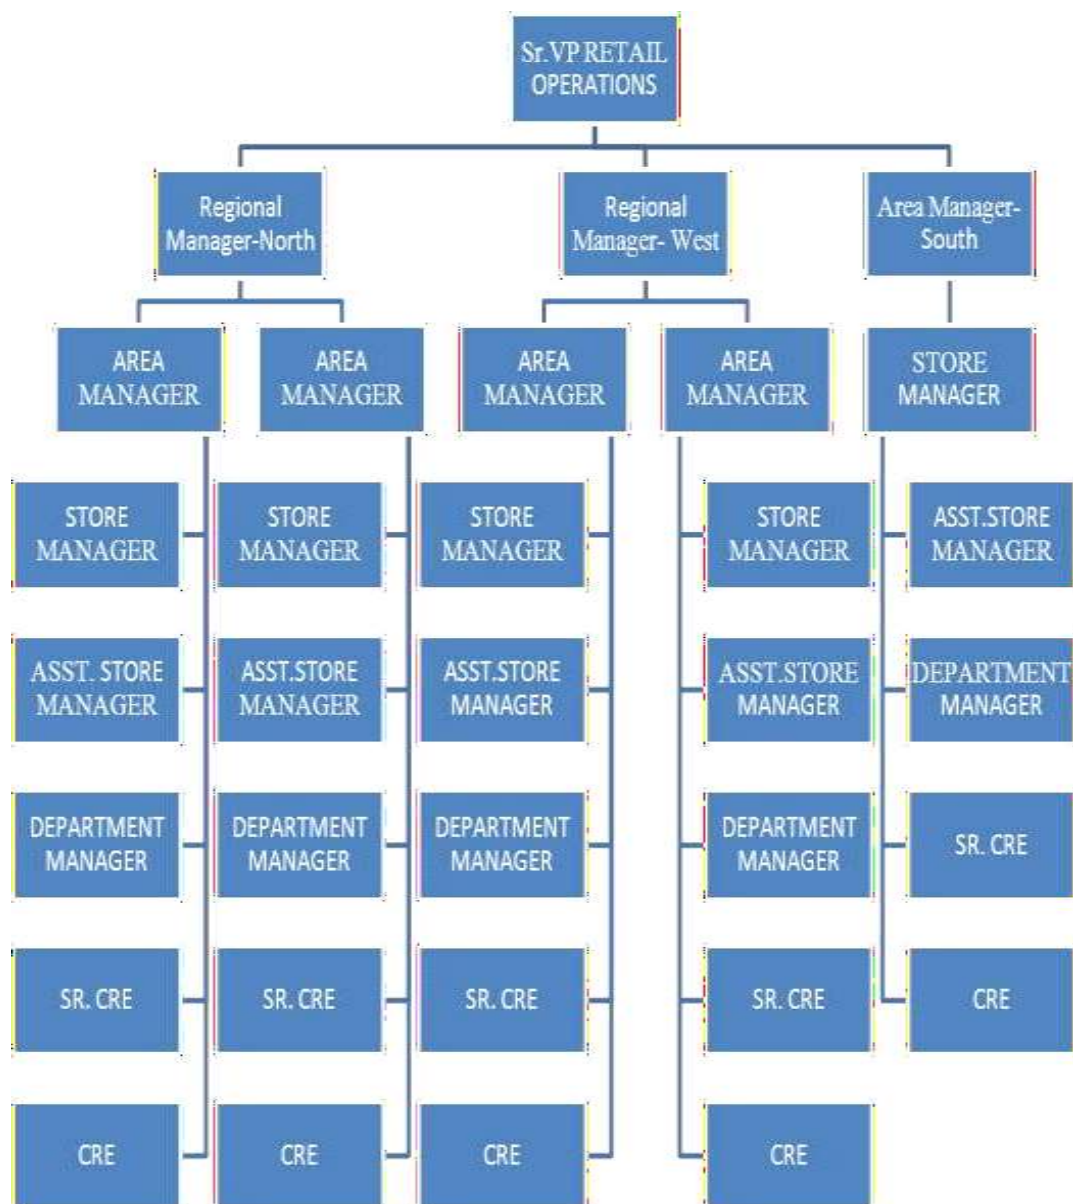 Sr.VP RETAIL
OPERATIONS
Regional
Manager-North
Regional
Manager- West
Area Manager-
South
AREA
MANAGER
AREA
MANAGER
AREA
MANAGER
AREA
MANAGER
STORE
MANAGER
STORE
MANAGER
STORE
MANAGER
STORE
MANAGER
STORE
MANAGER
ASST.STORE
MANAGER
ASST. STORE
MANAGER
ASST.STORE
MANAGER
ASST.STORE
MANAGER
ASST.STORE
MANAGER
DEPARTMENT
MANAGER
DEPARTMENT
MANAGER
DEPARTMENT
MANAGER
DEPARTMENT
MANAGER
DEPARTMENT
MANAGER
SR. CRE
SR. CRE
SR. CRE
SR. CRE
SR. CRE
CRE
CRE
CRE
CRE
CRE